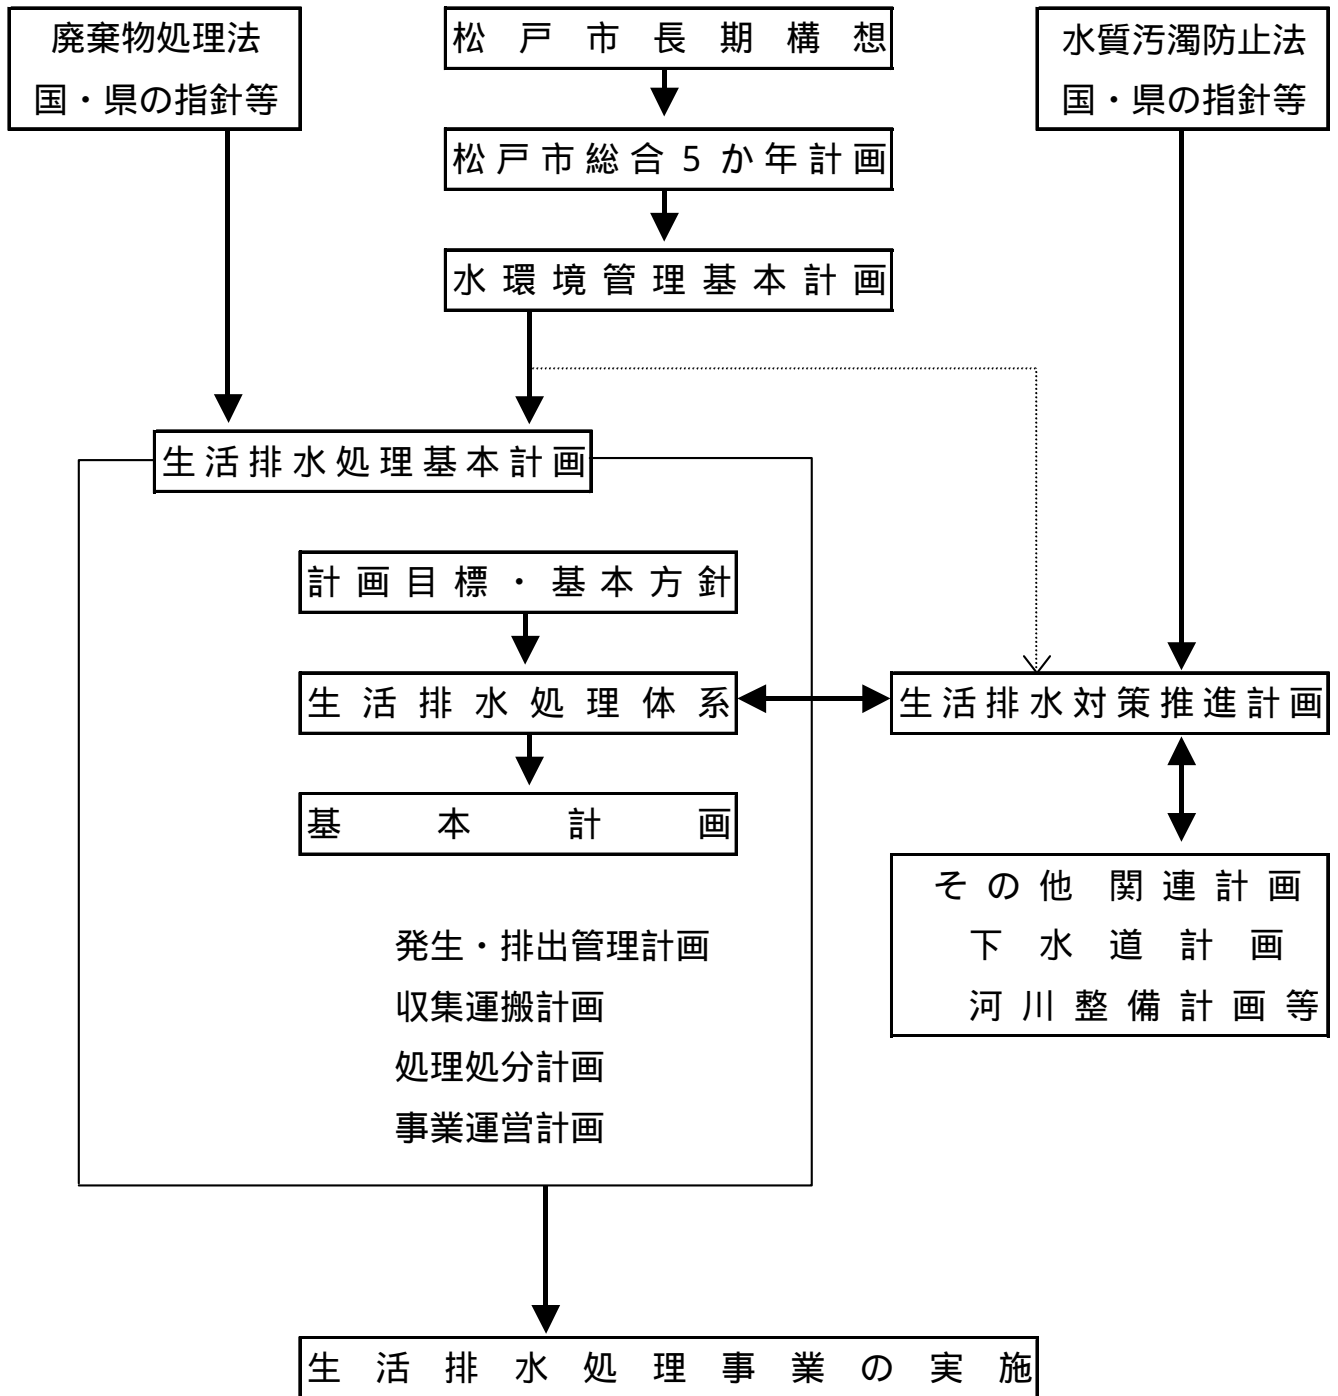 廃棄物処理法
国・県の指針等
松戸市長期構想
水質汚濁防止法
国・県の指針等
松戸市総合5か年計画
水環境管理基本計画
生活排水処理基本計画
計画目標・基本方針
生活排水処理体系
生活排水対策推進計画
基本計画
その他 関連計画
下水道計画
河川整備計画等
発生・排出管理計画
収集運搬計画
処理処分計画
事業運営計画
生活排水処理事業の実施